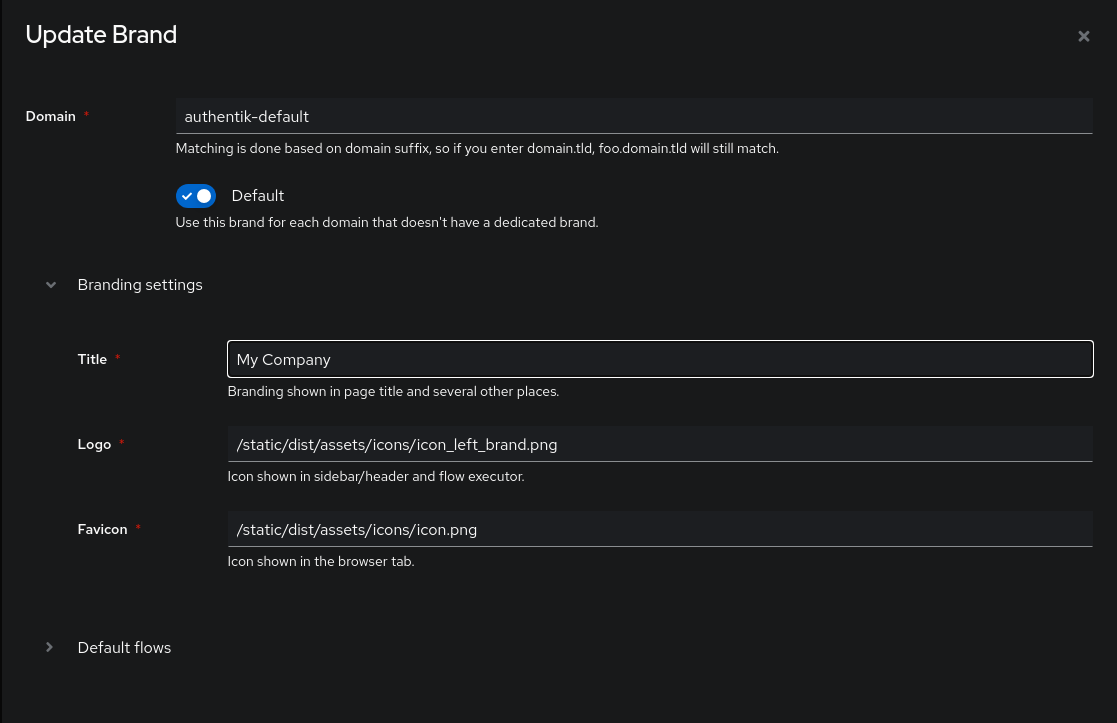 Update Brand
Domain *
authentik-default
Matching is done based on domain suffix, so if you enter domain.tld, foo.domain.tld will still match.
Default
Use this brand for each domain that doesn't have a dedicated brand.
Branding settings
Title *
My Company
Branding shown in page title and several other places.
Logo *
/static/dist/assets/icons/icon_left_brand.png
Icon shown in sidebar/header and flow executor.
Favicon *
/static/dist/assets/icons/icon.png
Icon shown in the browser tab.
Default flows